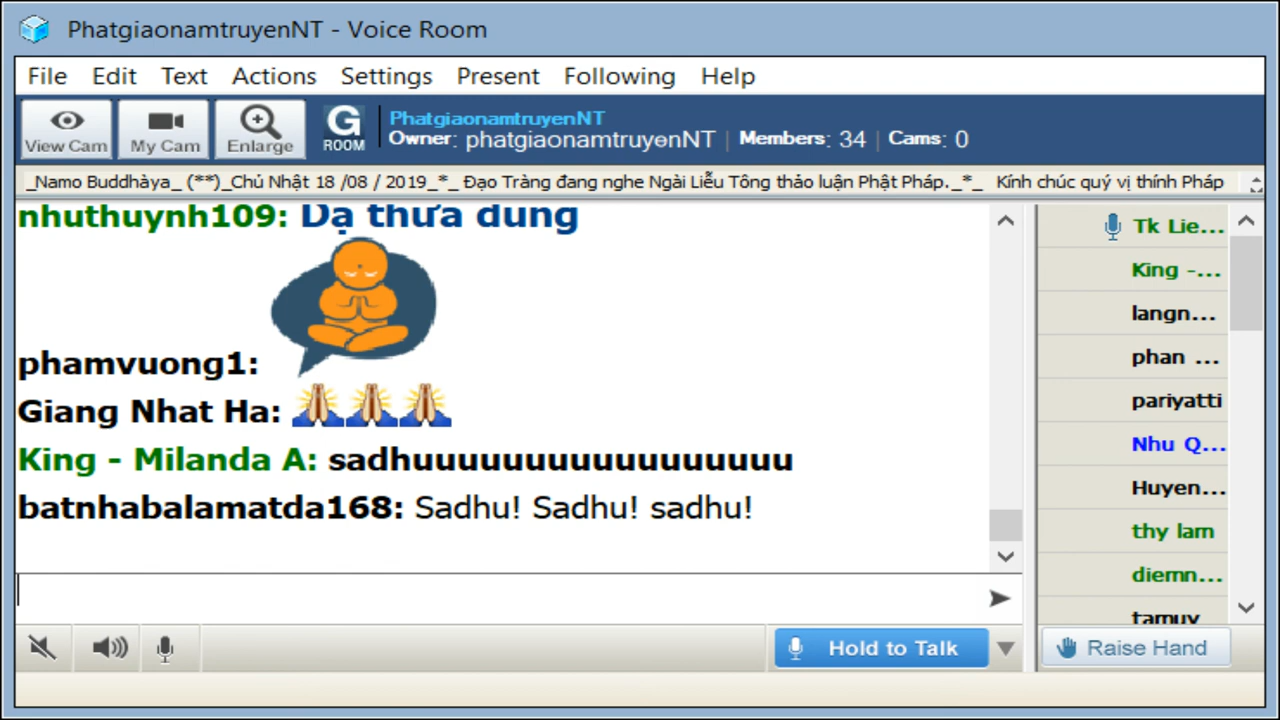 PhatgiaonamtruyenNT - Voice Room
File Edit Text Actions Settings Present Following Help
View Cam My Cam Enlarge G ROOM
PhatgiaonamtruyenNT
Owner: phatgiaonamtruyenNT | Members: 34 | Cams: 0
_Namo Buddhàya_ (**)_Chủ Nhật 18 /08 / 2019_*_ Đạo Tràng đang nghe Ngài Liễu Tông thảo luận Phật Pháp._*_ Kính chúc quý vị thính Pháp
nhuthuynh109: Dạ thưa dung
phamvuong1:
Giang Nhat Ha:
King - Milanda A: sadhuuuuuuuuuuuuuuuuu
batnhabalamatda168: Sadhu! Sadhu! sadhu!
Tk Lie...
King -...
langn...
phan ...
pariyatti
Nhu Q...
Huyen...
thy lam
diemn...
tamuy
Hold to Talk
Raise Hand